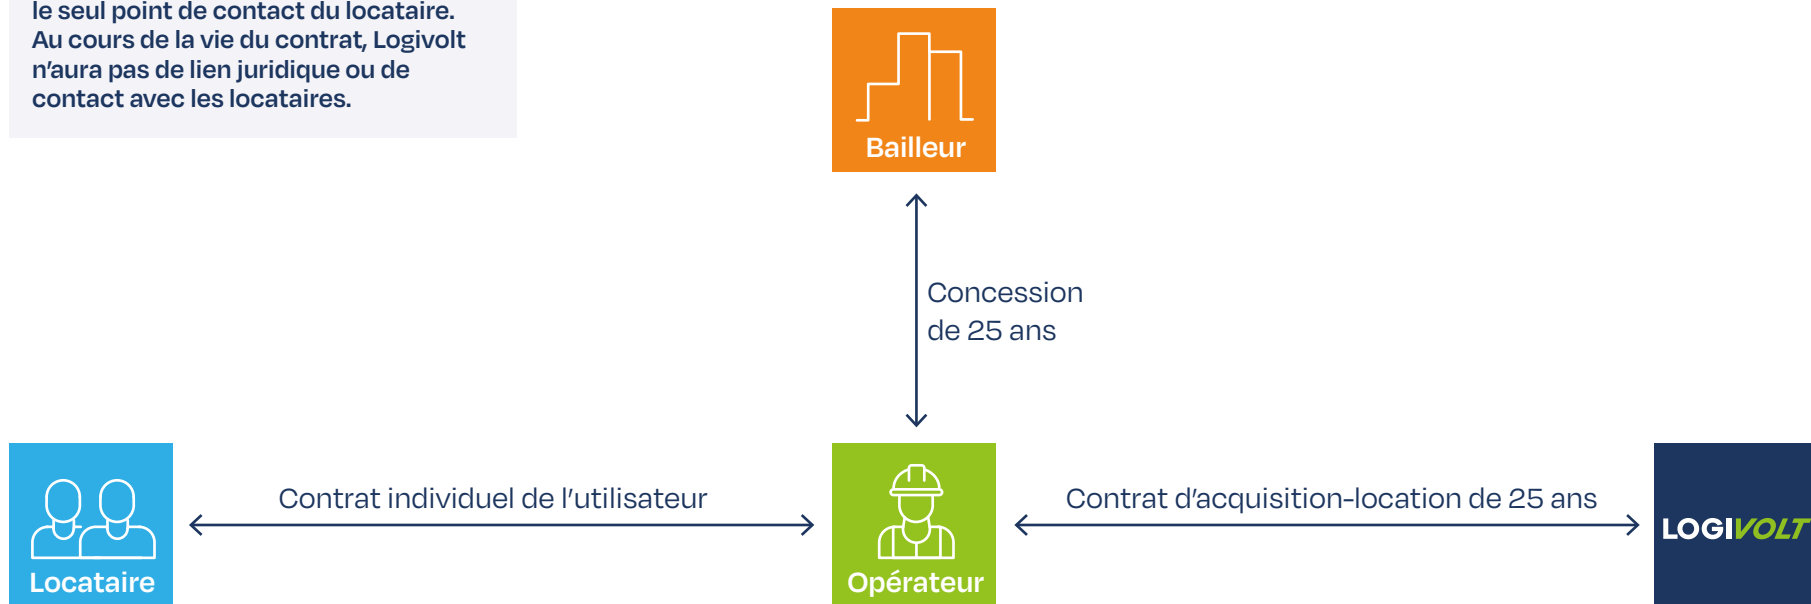 le seul point de contact du locataire.
Au cours de la vie du contrat, Logivolt
n'aura pas de lien juridique ou de
contact avec les locataires.
Bailleur
Concession
de 25 ans
Contrat individuel de l'utilisateur
Contrat d'acquisition-location de 25 ans
LOGIVOLT
Locataire
Opérateur